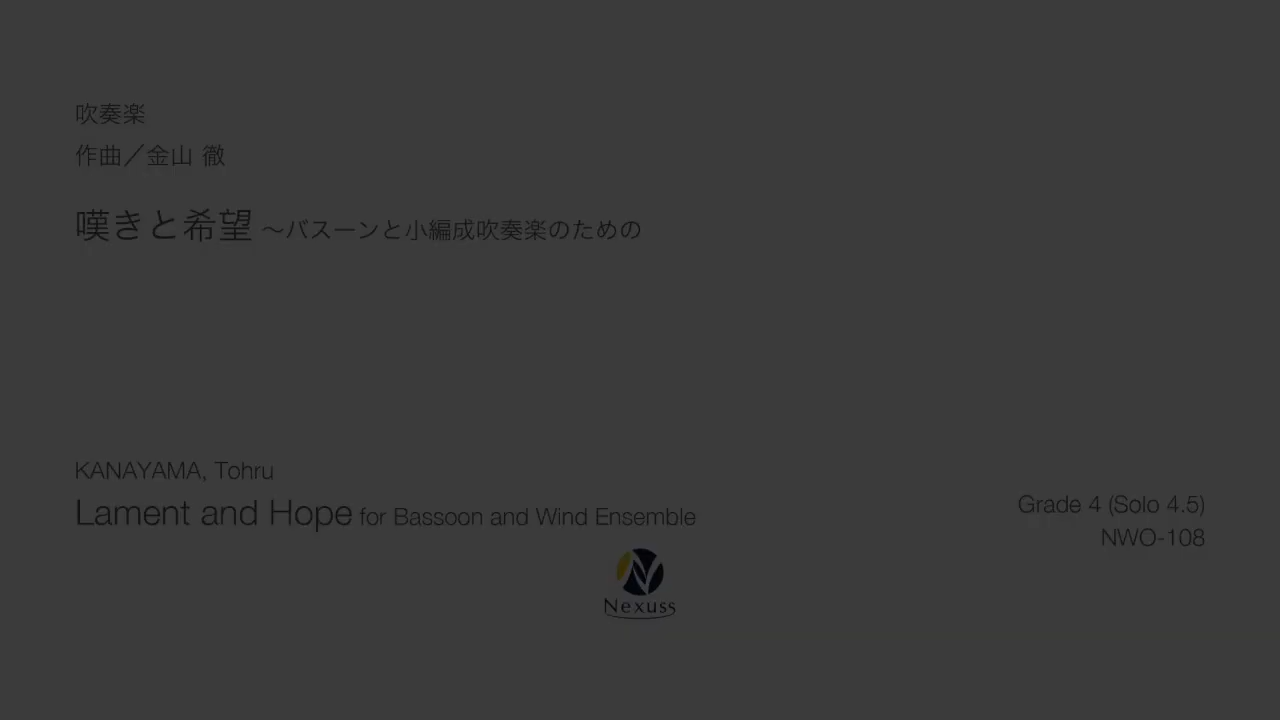 吹奏楽
作曲／金山 徹
嘆きと希望 〜バスーンと小編成吹奏楽のための
KANAYAMA, Tohru
Lament and Hope for Bassoon and Wind Ensemble
Grade 4 (Solo 4.5)
NWO-108
Nexuss